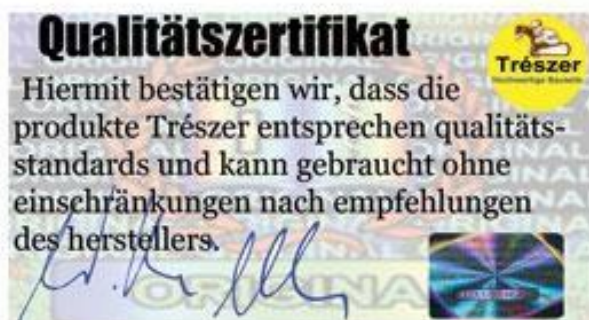 Qualitätszertifikat
Trészer
Hiermit bestätigen wir, dass die
produkte Trészer entsprechen qualitäts-
standards und kann gebraucht ohne
einschränkungen nach empfehlungen
des herstellers.
ORIGINAL